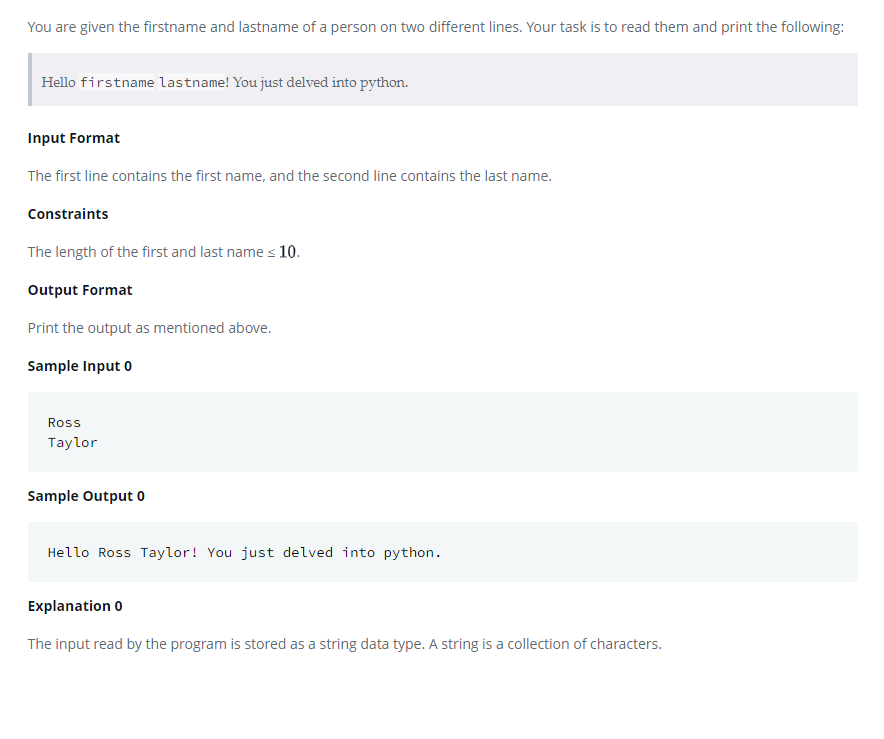 You are given the firstname and lastname of a person on two different lines. Your task is to read them and print the following:
Hello firstname lastname! You just delved into python.
Input Format
The first line contains the first name, and the second line contains the last name.
Constraints
The length of the first and last name ≤ 10.
Output Format
Print the output as mentioned above.
Sample Input 0
Ross
Taylor
Sample Output 0
Hello Ross Taylor! You just delved into python.
Explanation 0
The input read by the program is stored as a string data type. A string is a collection of characters.